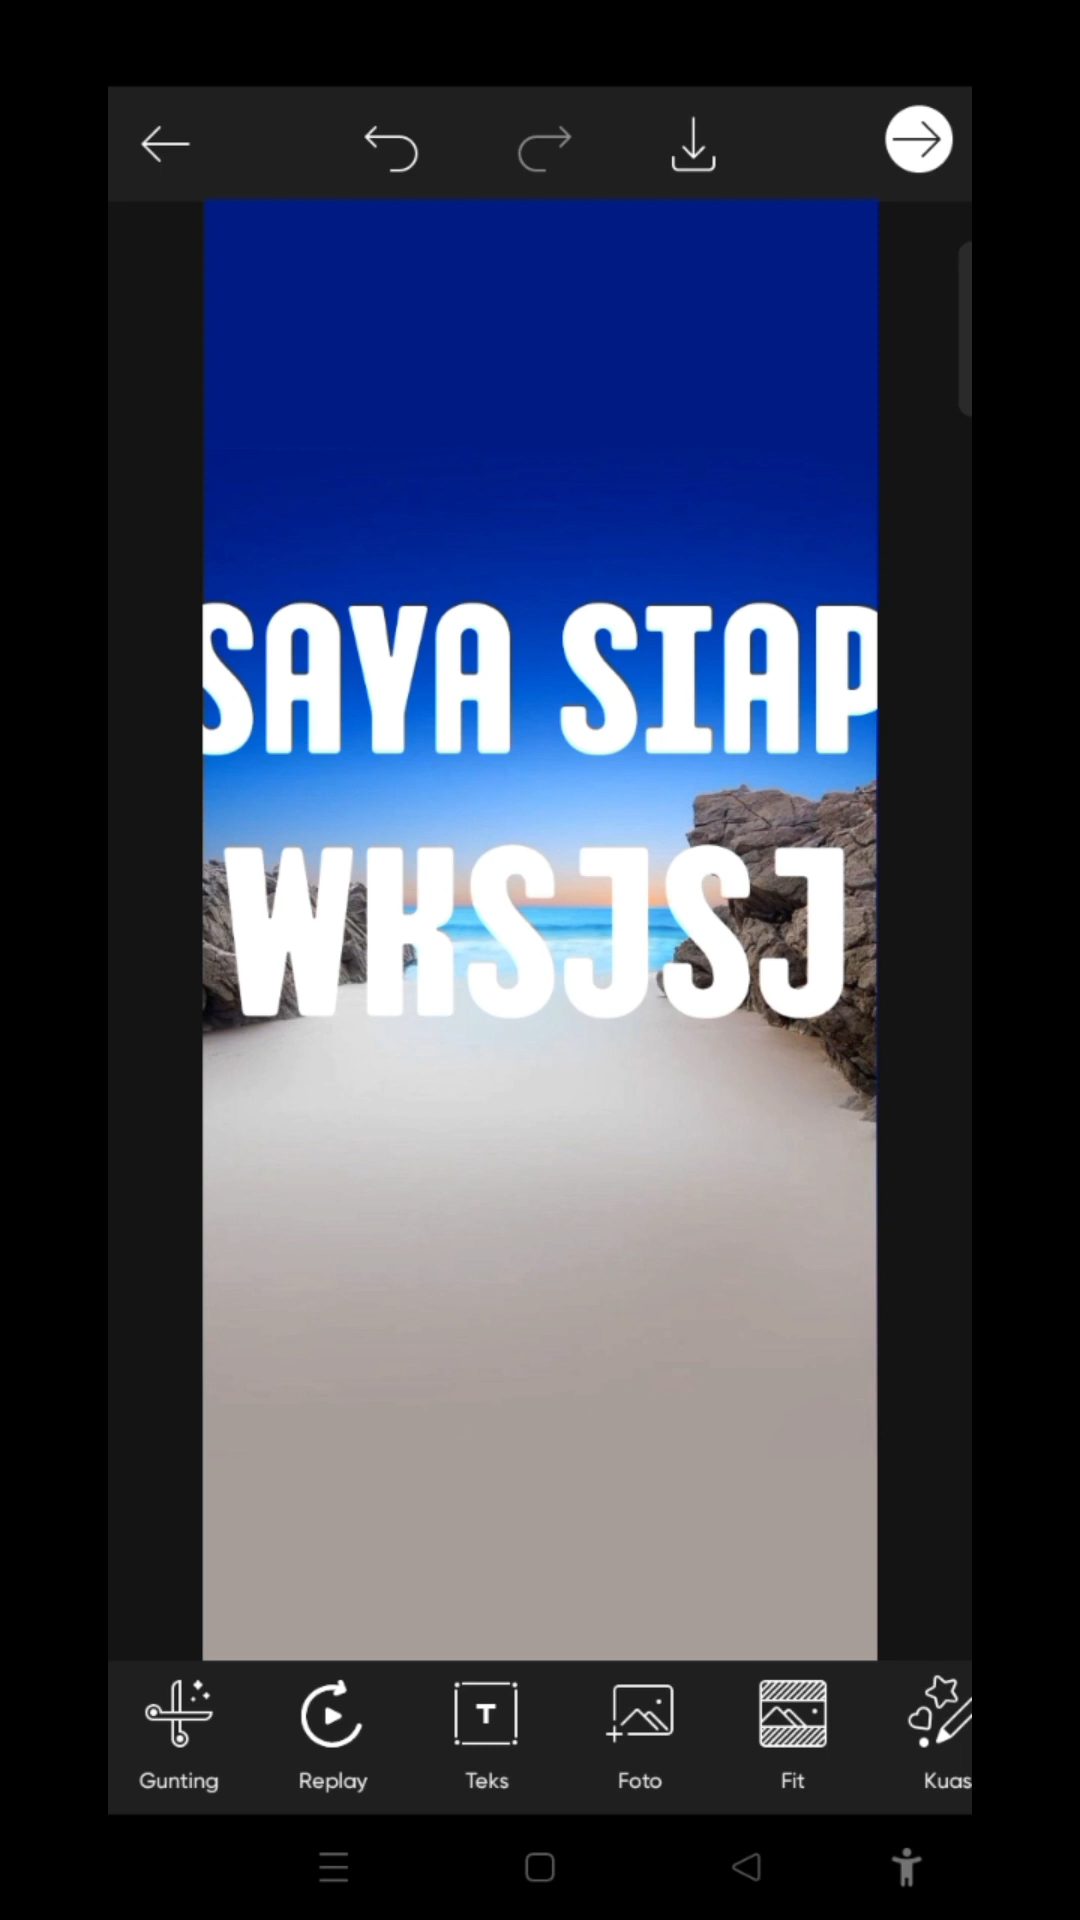 SAYA SIAP
WKSJSJ
Gunting
Replay
Teks
Foto
Fit
Kuas